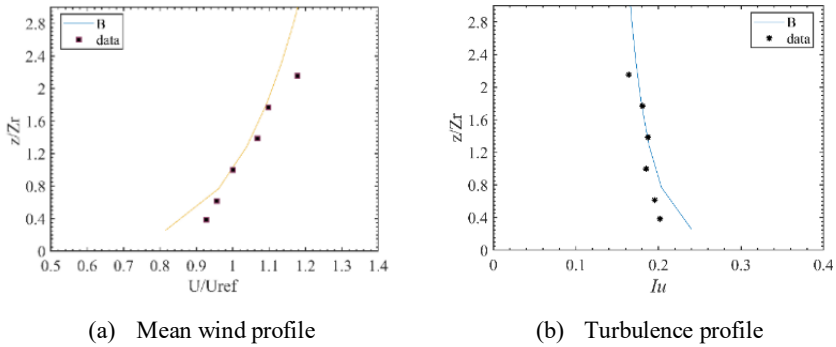 B
data
2.8
2.4
2
1.6
1.2
0.8
0.4
0
z/Zr
0.5 0.6 0.7 0.8 0.9 1 1.1 1.2 1.3 1.4
U/Uref
(a) Mean wind profile
B
data
2.8
2.4
2
1.6
1.2
0.8
0.4
0
z/Zr
0 0.1 0.2 0.3 0.4
Iu
(b) Turbulence profile